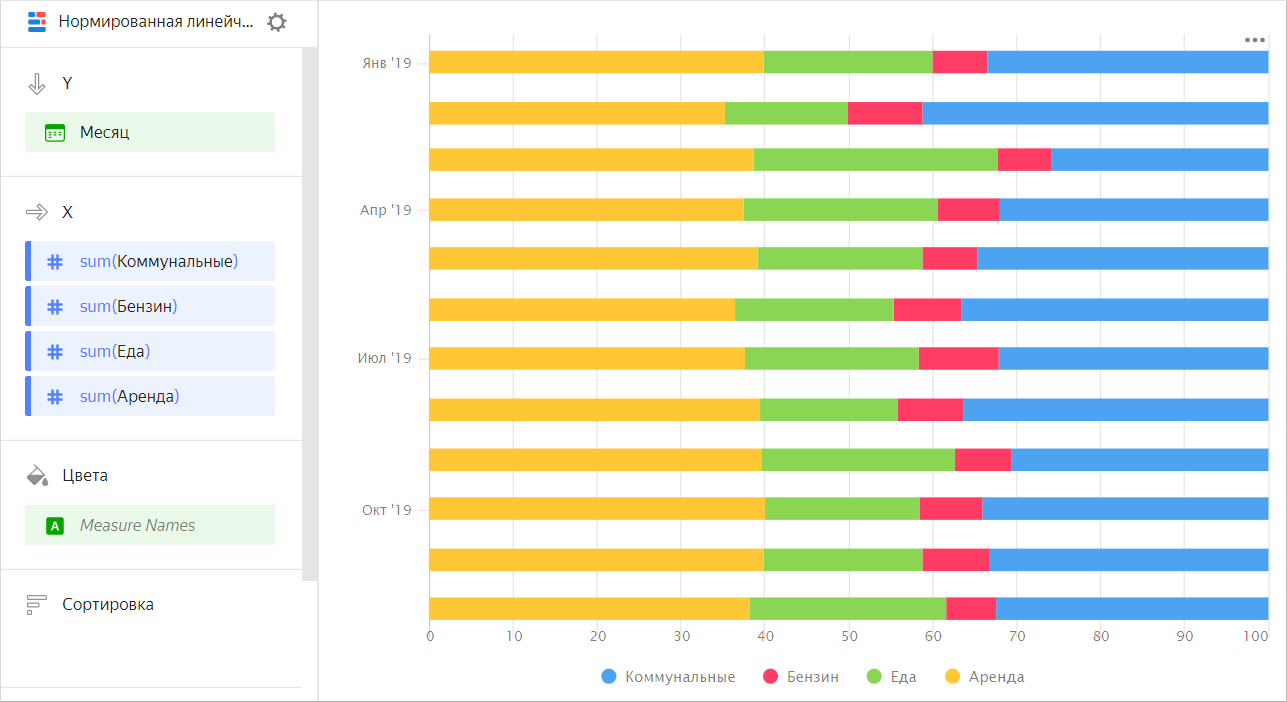 Нормированная линейч...
Y
Месяц
X
sum(Коммунальные)
sum(Бензин)
sum(Еда)
sum(Аренда)
Цвета
A
Measure Names
Сортировка
Янв '19
Апр '19
Июл '19
Окт '19
0 10 20 30 40 50 60 70 80 90 100
Коммунальные Бензин Еда Аренда